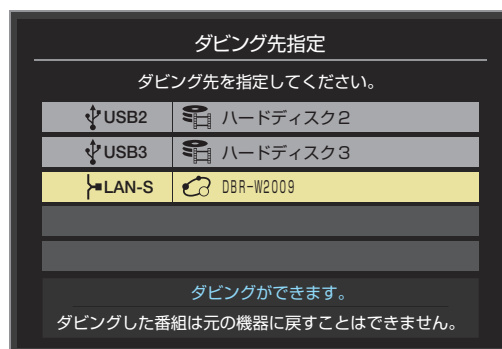 ダビング先指定
ダビング先を指定してください。
USB2 ハードディスク2
USB3 ハードディスク3
LAN-S DBR-W2009
ダビングができます。
ダビングした番組は元の機器に戻すことはできません。